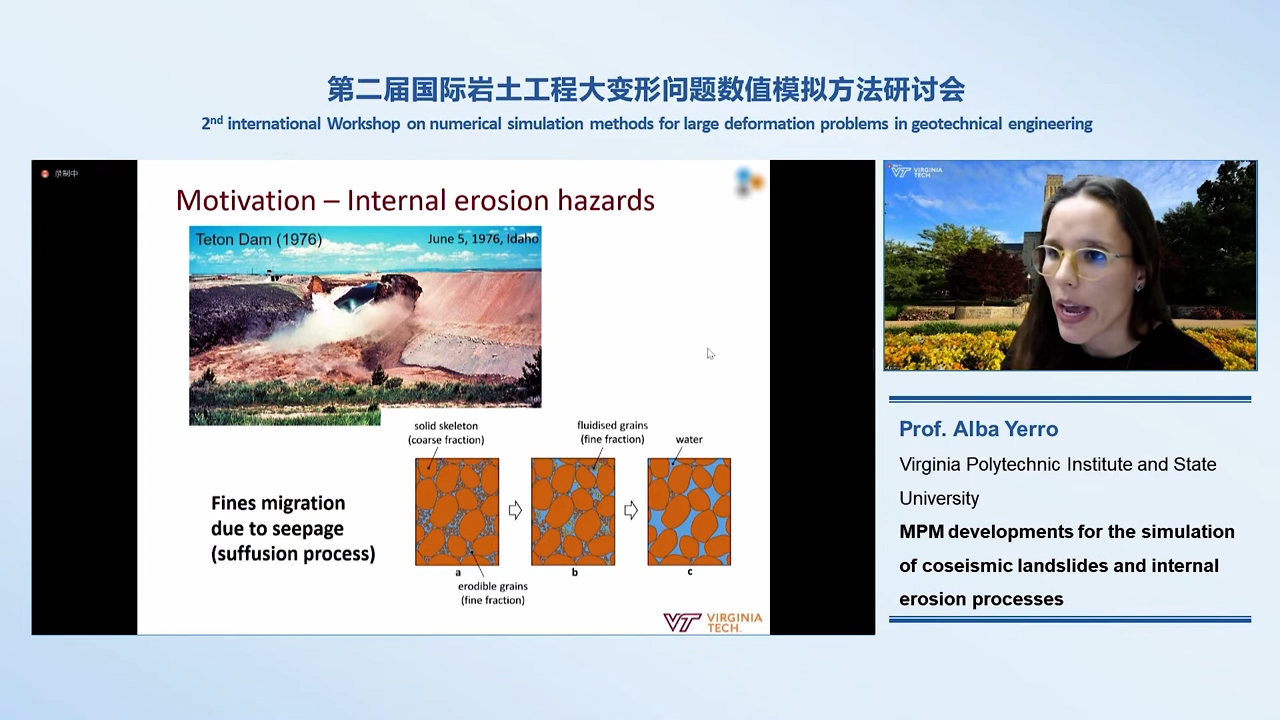 第二届国际岩土工程大变形问题数值模拟方法研讨会
2nd international Workshop on numerical simulation methods for large deformation problems in geotechnical engineering
录制中
Motivation – Internal erosion hazards
Teton Dam (1976)
June 5, 1976, Idaho
solid skeleton
(coarse fraction)
fluidised grains
(fine fraction)
water
Fines migration
due to seepage
(suffusion process)
a
b
c
erodible grains
(fine fraction)
VT VIRGINIA
TECH.
VT VIRGINIA
TECH
Prof. Alba Yerro
Virginia Polytechnic Institute and State
University
MPM developments for the simulation
of coseismic landslides and internal
erosion processes